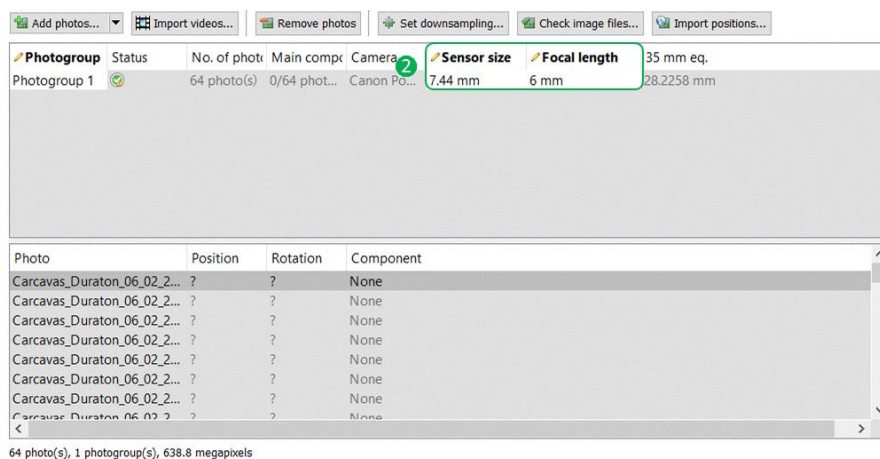 Add photos... Import videos... Remove photos Set downsampling... Check image files... Import positions...
Photogroup Status No. of photo Main compo Camera 2 Sensor size Focal length 35 mm eq.
Photogroup 1 64 photo(s) 0/64 phot... Canon Po... 7.44 mm 6 mm 28.2258 mm
Photo Position Rotation Component
Carcavas_Duraton_06_02_2... ? ? None
Carcavas_Duraton_06_02_2... ? ? None
Carcavas_Duraton_06_02_2... ? ? None
Carcavas_Duraton_06_02_2... ? ? None
Carcavas_Duraton_06_02_2... ? ? None
Carcavas_Duraton_06_02_2... ? ? None
Carcavas_Duraton_06_02_2... ? ? None
Carcavas_Duraton_06_02_2... ? ? None
64 photo(s), 1 photogroup(s), 638.8 megapixels